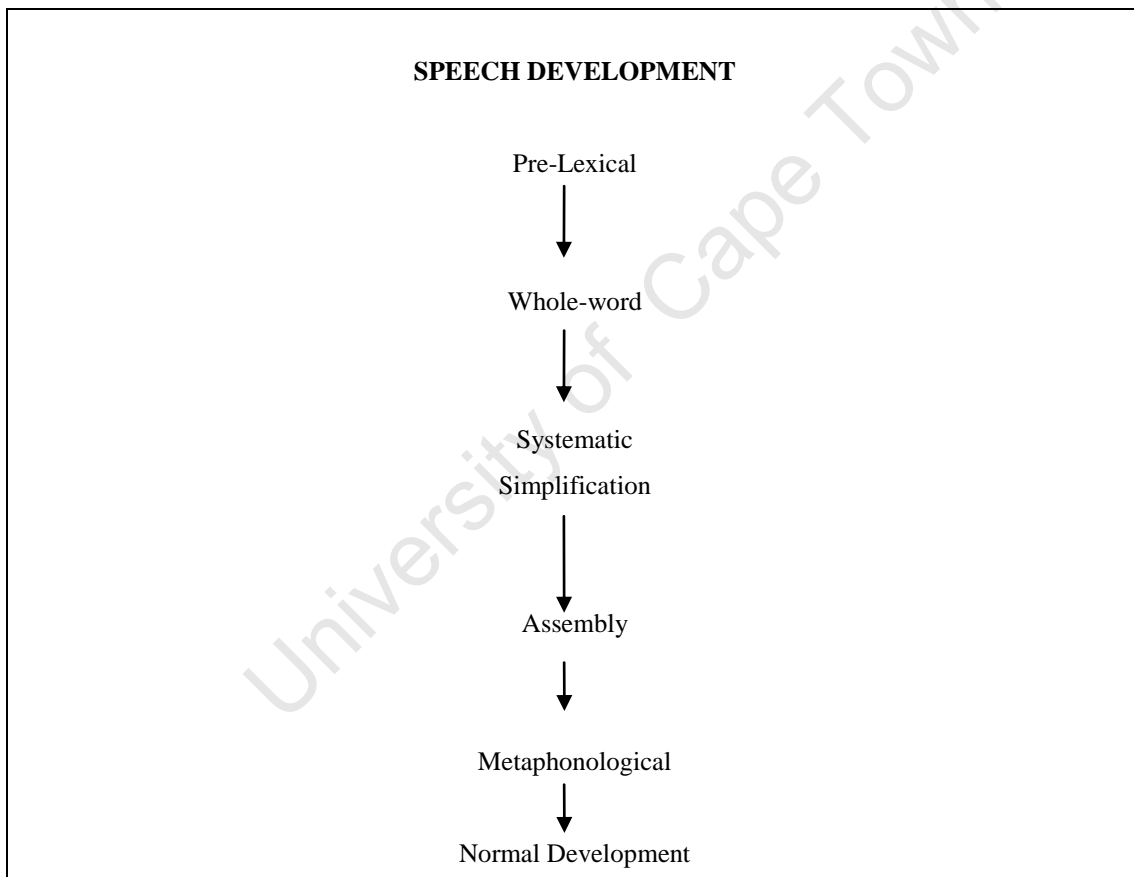 SPEECH DEVELOPMENT
Pre-Lexical
Whole-word
Systematic
Simplification
Assembly
Metaphonological
Normal Development
University of Cape Town